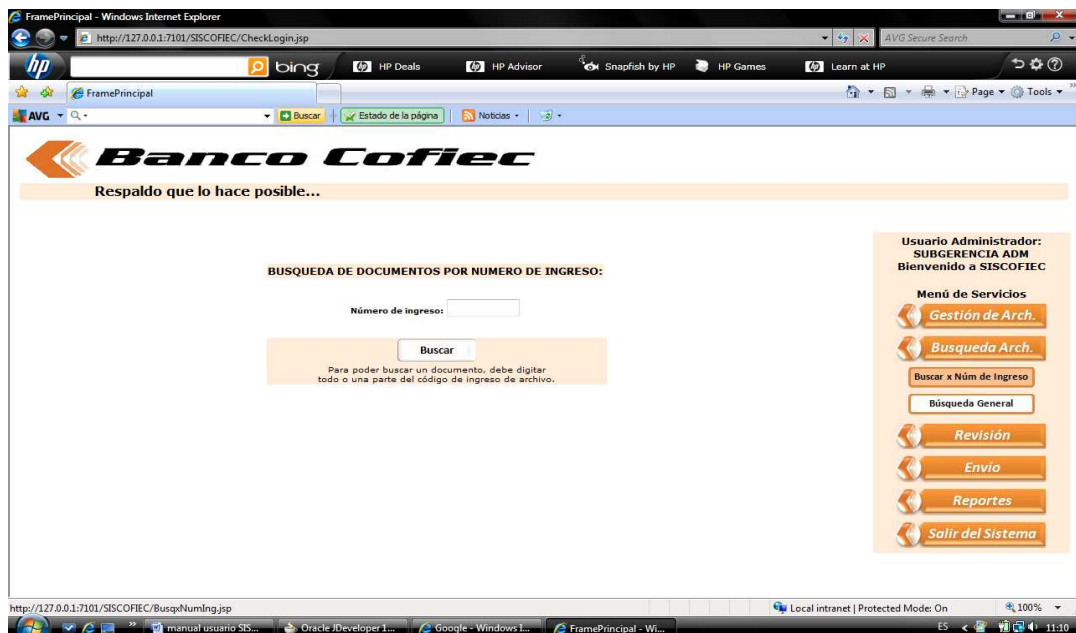 FramePrincipal - Windows Internet Explorer
http://127.0.0.1:7101/SISCOFIEC/CheckLogin.jsp
AVG Secure Search
hp
bing
HP Deals
HP Advisor
Snapfish by HP
HP Games
Learn at HP
FramePrincipal
Page
Tools
AVG
Buscar
Estado de la página
Noticias
Banco Cofiec
Respaldo que lo hace posible...
Usuario Administrador:
SUBGERENCIA ADM
Bienvenido a SISCOFIEC
BUSQUEDA DE DOCUMENTOS POR NUMERO DE INGRESO:
Número de ingreso:
Buscar
Para poder buscar un documento, debe digitar
todo o una parte del código de ingreso de archivo.
Menú de Servicios
Gestión de Arch.
Busqueda Arch.
Buscar x Núm de Ingreso
Búsqueda General
Revisión
Envío
Reportes
Salir del Sistema
http://127.0.0.1:7101/SISCOFIEC/BusqxNumIng.jsp
Local intranet | Protected Mode: On
100%
manual usuario SIS...
Oracle JDeveloper 1...
Google - Windows I...
FramePrincipal - Wi...
ES
11:10